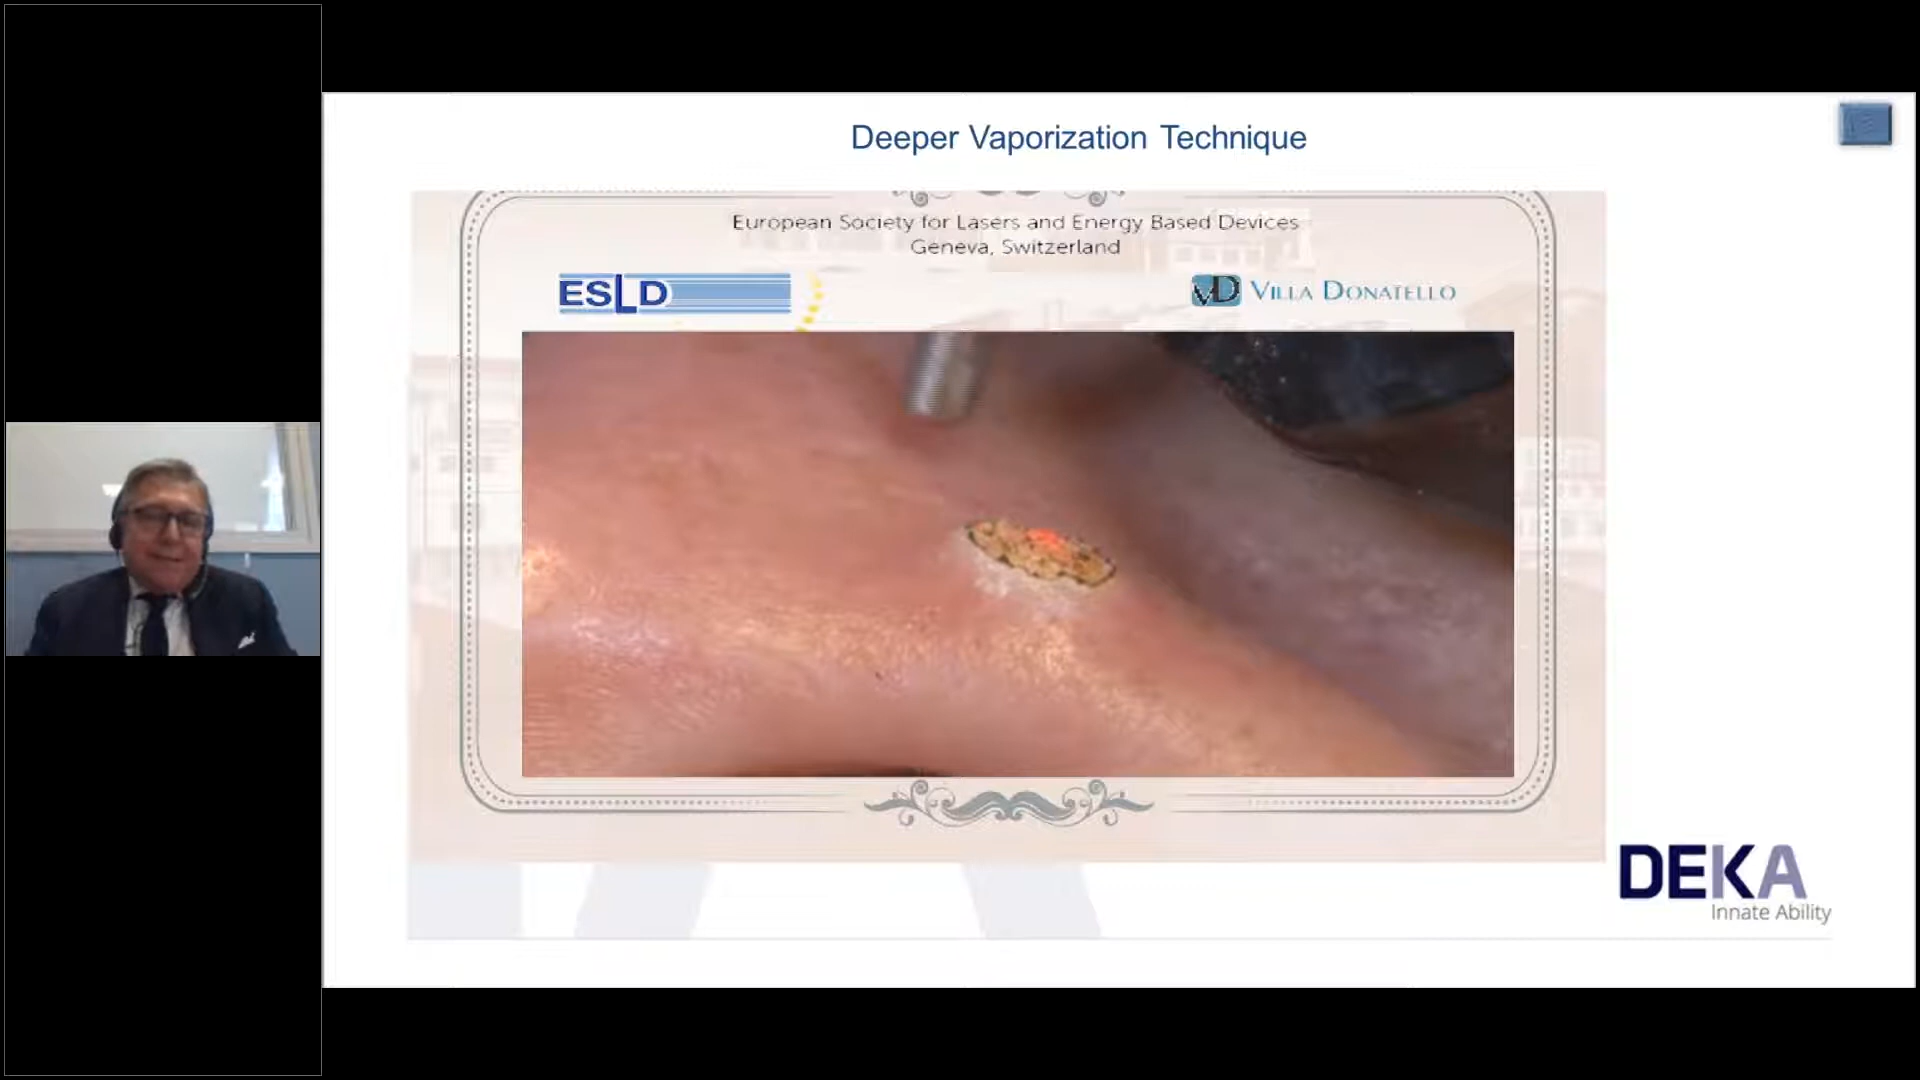 Deeper Vaporization Technique
European Society for Lasers and Energy Based Devices
Geneva, Switzerland
ESLD
VD VILLA DONATELLO
DEKA
Innate Ability